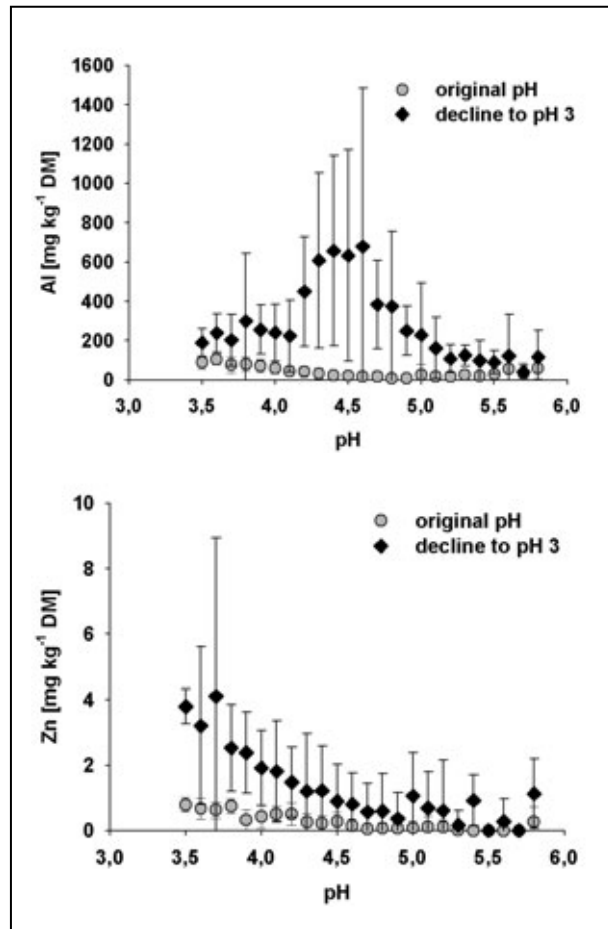 1600
1400
1200
1000
800
600
400
200
0
Al [mg kg⁻¹ DM]
original pH
decline to pH 3
3,0 3,5 4,0 4,5 5,0 5,5 6,0
pH
10
8
6
4
2
0
Zn [mg kg⁻¹ DM]
original pH
decline to pH 3
3,0 3,5 4,0 4,5 5,0 5,5 6,0
pH